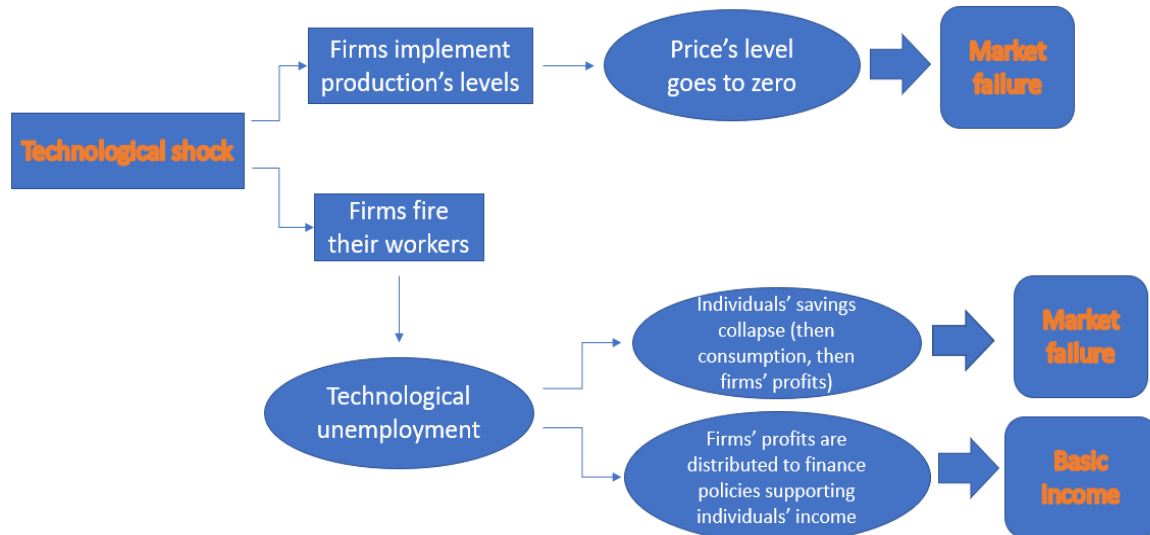 Firms implement
production's levels
Price's level
goes to zero
Market
failure
Technological shock
Firms fire
their workers
Technological
unemployment
Individuals' savings
collapse (then
consumption, then
firms' profits)
Market
failure
Firms' profits are
distributed to finance
policies supporting
individuals' income
Basic
income